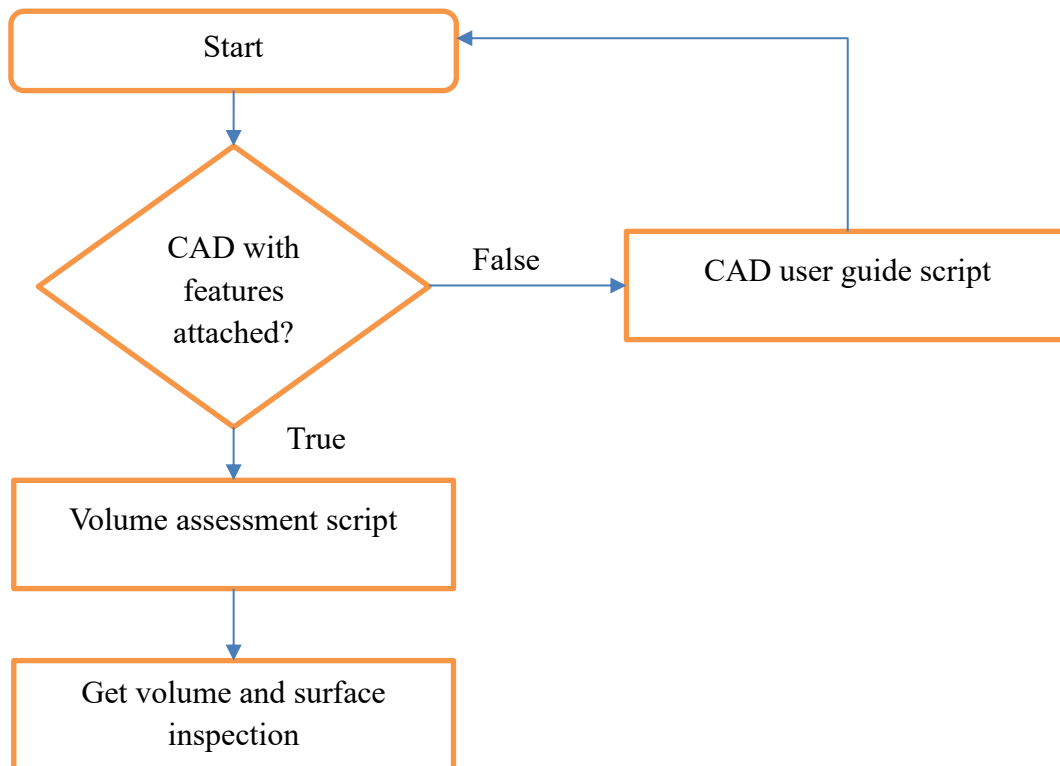 Start
CAD with
features
attached?
False
CAD user guide script
True
Volume assessment script
Get volume and surface
inspection